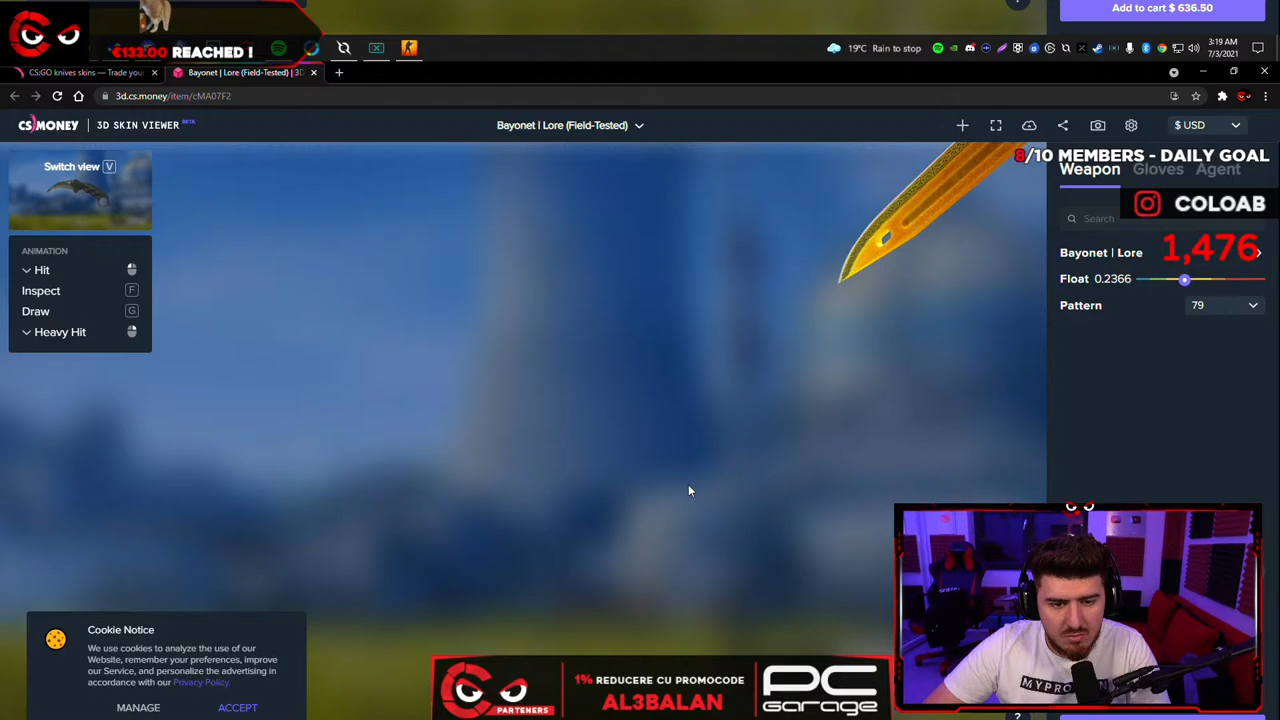 Add to cart $ 636.50
€133.00 REACHED !
19°C Rain to stop
3:19 AM
7/3/2021
CS:GO knives skins — Trade your
Bayonet | Lore (Field-Tested) | 3D
3d.cs.money/item/cMA07F2
CS MONEY
3D SKIN VIEWER BETA
Bayonet | Lore (Field-Tested)
$ USD
Switch view V
8/10 MEMBERS - DAILY GOAL
Weapon Gloves Agent
COLOAB
Search
ANIMATION
Hit
Inspect F
Draw G
Heavy Hit
Bayonet | Lore
1,476
Float 0.2366
Pattern 79
Cookie Notice
We use cookies to analyze the use of our
Website, remember your preferences, improve
our Service, and personalize the advertising in
accordance with our Privacy Policy.
MANAGE ACCEPT
PARTENERS
1% REDUCERE CU PROMOCODE
AL3BALAN
PC
Garage
MYPRO
?